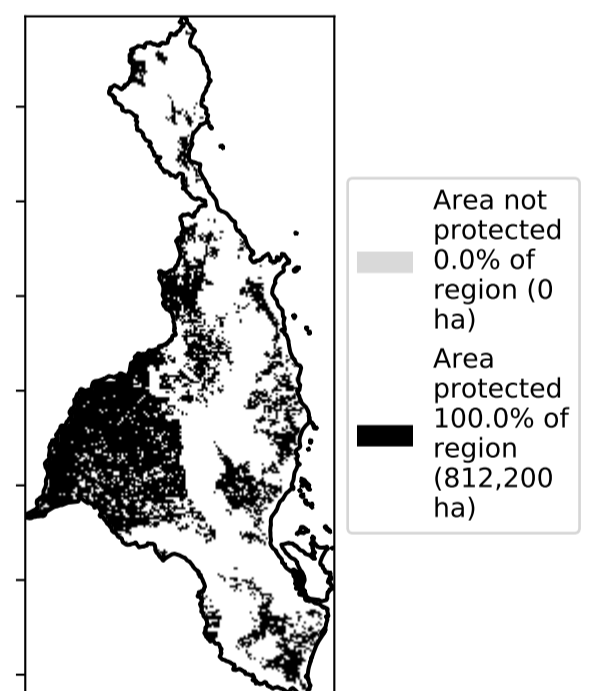 Area not
protected
0.0% of
region (0
ha)
Area
protected
100.0% of
region
(812,200
ha)